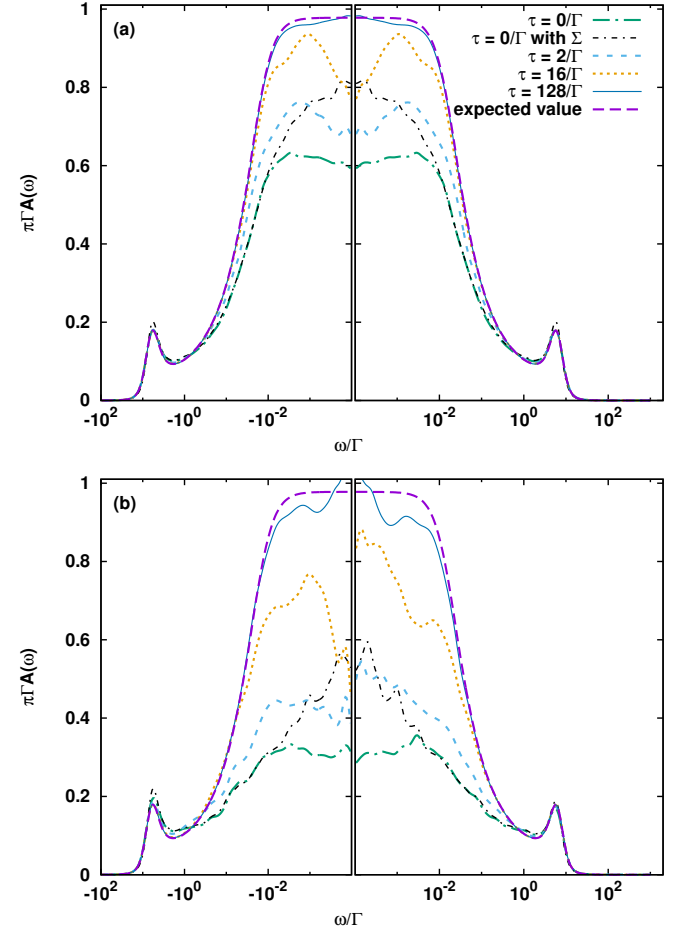 (a)
τ = 0/Γ
τ = 0/Γ with Σ
τ = 2/Γ
τ = 16/Γ
τ = 128/Γ
expected value
πΓA(ω)
1
0.8
0.6
0.4
0.2
0
-10² -10⁰ -10⁻² 10⁻² 10⁰ 10²
ω/Γ ω/Γ
(b)
πΓA(ω)
1
0.8
0.6
0.4
0.2
0
-10² -10⁰ -10⁻² 10⁻² 10⁰ 10²
ω/Γ ω/Γ